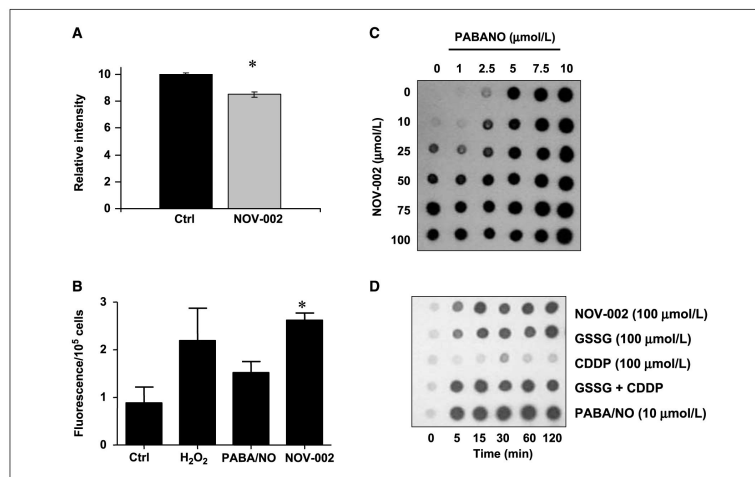 A
*
Relative intensity
10
8
6
4
2
0
Ctrl NOV-002
B
*
Fluorescence/10⁵ cells
3
2
1
0
Ctrl H₂O₂ PABA/NO NOV-002
C
PABANO (μmol/L)
0 1 2.5 5 7.5 10
NOV-002 (μmol/L)
0
10
25
50
75
100
D
NOV-002 (100 μmol/L)
GSSG (100 μmol/L)
CDDP (100 μmol/L)
GSSG + CDDP
PABA/NO (10 μmol/L)
0 5 15 30 60 120
Time (min)